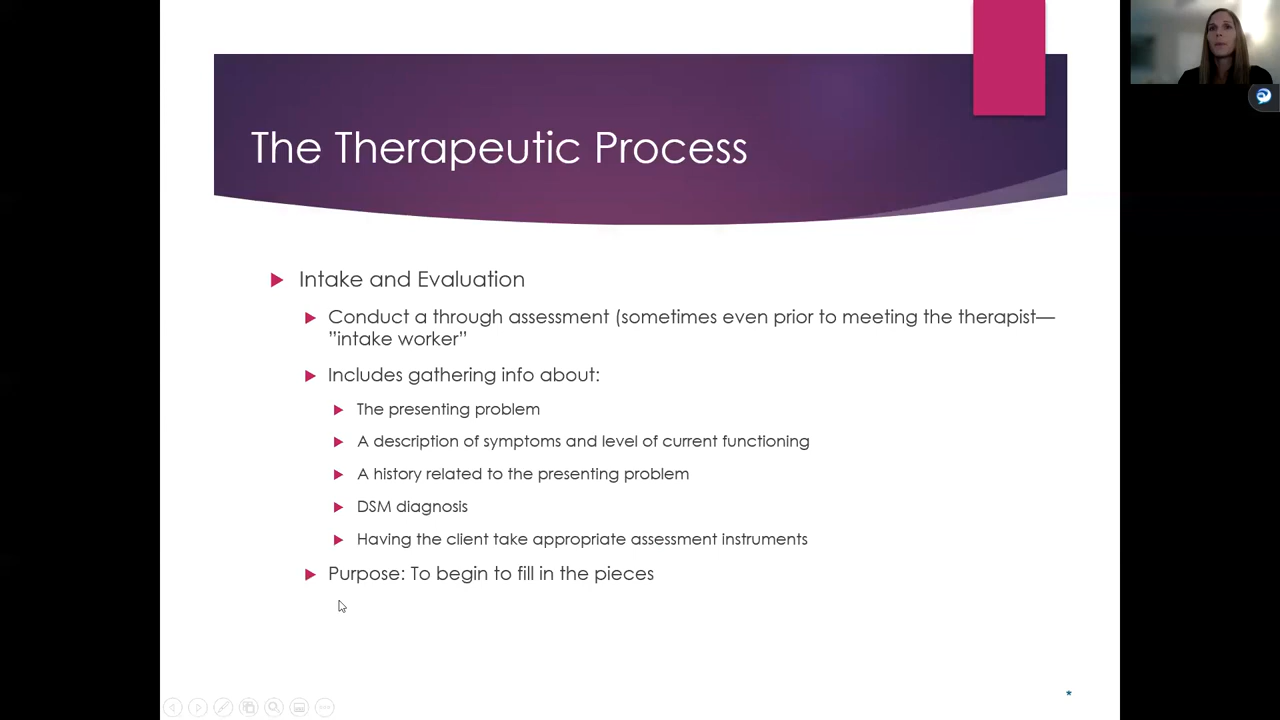 The Therapeutic Process
Intake and Evaluation
Conduct a through assessment (sometimes even prior to meeting the therapist—
”intake worker”
Includes gathering info about:
The presenting problem
A description of symptoms and level of current functioning
A history related to the presenting problem
DSM diagnosis
Having the client take appropriate assessment instruments
Purpose: To begin to fill in the pieces
*